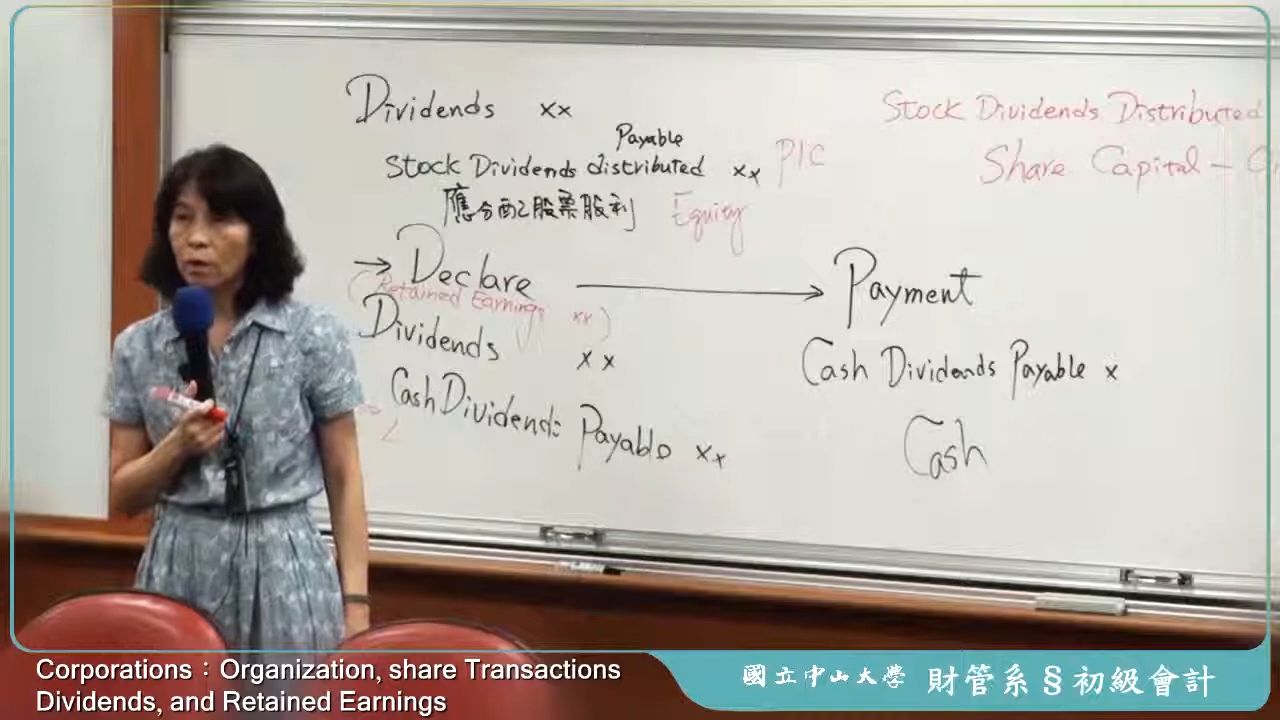 Dividends xx
Payable
Stock Dividends distributed xx PIC
應分配之股票股利 Equity
Stock Dividends Distributed
Share Capital -
→ Declare → Payment
(Retained Earnings xx)
Dividends xx
Cash Dividends Payable xx
Cash Dividends Payable x
Cash
Corporations：Organization, share Transactions
Dividends, and Retained Earnings
國立中山大學 財管系§初級會計